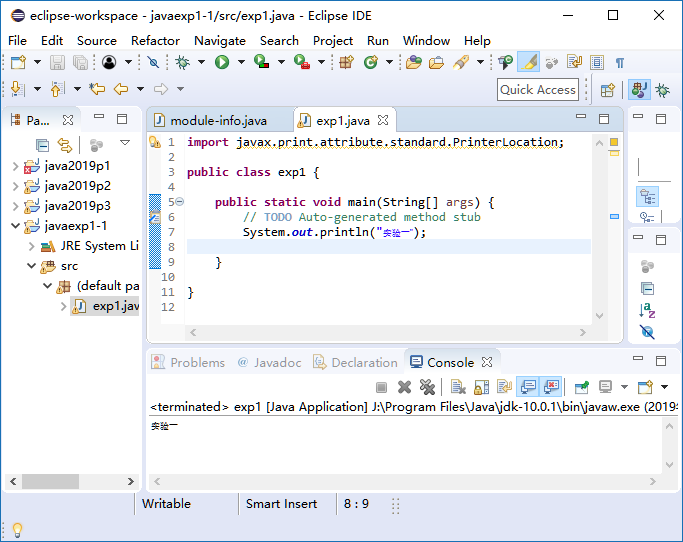 eclipse-workspace - javaexp1-1/src/exp1.java - Eclipse IDE
File Edit Source Refactor Navigate Search Project Run Window Help
Quick Access
Pa...
module-info.java
exp1.java
java2019p1
java2019p2
java2019p3
javaexp1-1
JRE System Li
src
(default pa
exp1.jav
1 import javax.print.attribute.standard.PrinterLocation;
2
3 public class exp1 {
4
5 public static void main(String[] args) {
6 // TODO Auto-generated method stub
7 System.out.println("实验一");
8
9 }
10
11 }
12
Problems @ Javadoc Declaration Console
<terminated> exp1 [Java Application] J:\Program Files\Java\jdk-10.0.1\bin\javaw.exe (2019
实验一
Writable Smart Insert 8 : 9